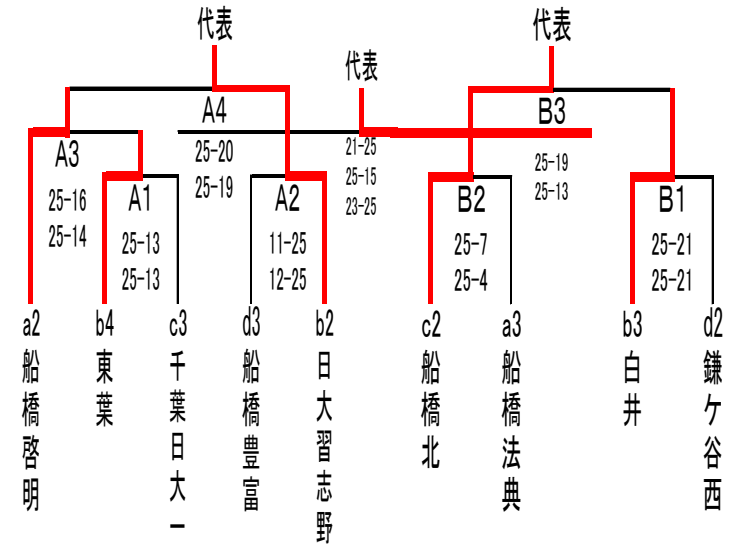 代表
代表
代表
A4
B3
A3
25-20
25-19
21-25
25-15
23-25
25-19
25-13
25-16
25-14
A1
25-13
25-13
A2
11-25
12-25
B2
25-7
25-4
B1
25-21
25-21
a2
b4
c3
d3
b2
c2
a3
b3
d2
船橋啓明
東葉
千葉日大一
船橋豊富
日大習志野
船橋北
船橋法典
白井
鎌ケ谷西